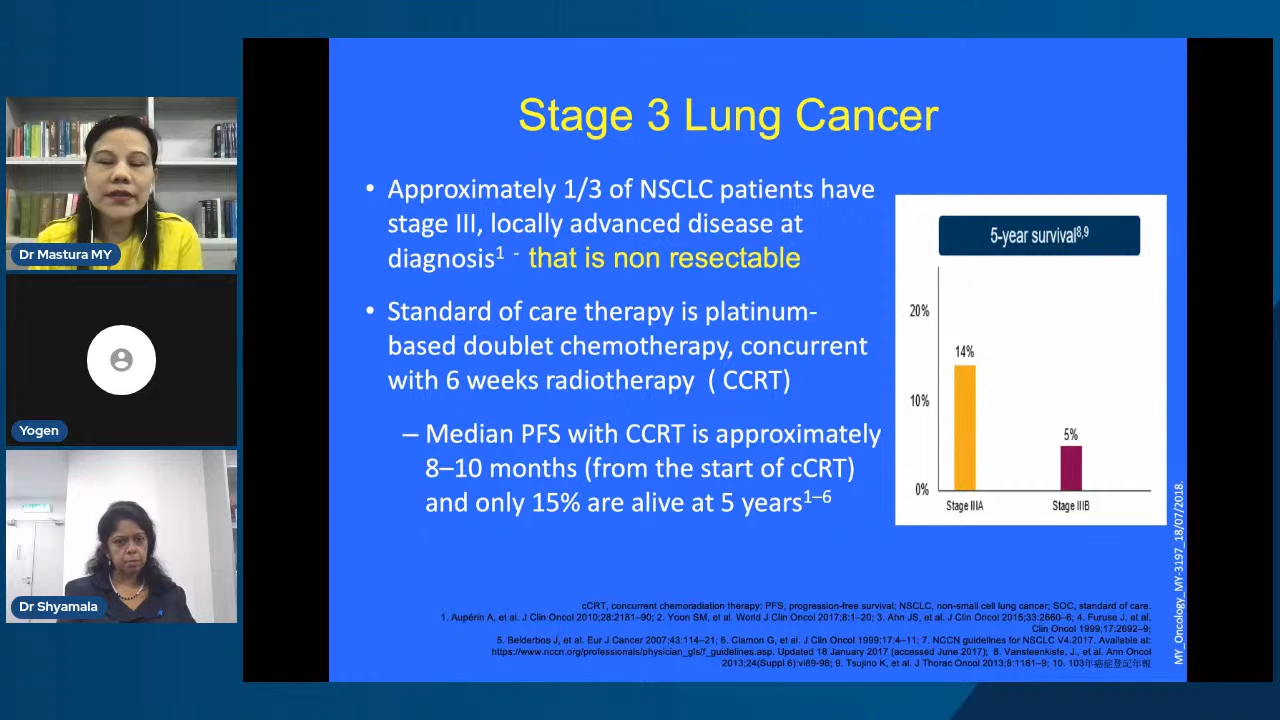 Stage 3 Lung Cancer
• Approximately 1/3 of NSCLC patients have
stage III, locally advanced disease at
diagnosis1 - that is non resectable
• Standard of care therapy is platinum-
based doublet chemotherapy, concurrent
with 6 weeks radiotherapy ( CCRT)
– Median PFS with CCRT is approximately
8–10 months (from the start of cCRT)
and only 15% are alive at 5 years1–6
5-year survival8,9
20%
14%
10%
5%
0%
Stage IIIA
Stage IIIB
MY_Oncology_MY-3197_18/07/2018.
cCRT, concurrent chemoradiation therapy; PFS, progression-free survival; NSCLC, non-small cell lung cancer; SOC, standard of care.
1. Aupérin A, et al. J Clin Oncol 2010;28:2181–90; 2. Yoon SM, et al. World J Clin Oncol 2017;8:1–20; 3. Ahn JS, et al. J Clin Oncol 2015;33:2660–6; 4. Furuse J, et al. J
Clin Oncol 1999;17:2692–9;
5. Belderbos J, et al. Eur J Cancer 2007;43:114–21; 6. Clamon G, et al. J Clin Oncol 1999;17:4–11; 7. NCCN guidelines for NSCLC V4.2017. Available at:
https://www.nccn.org/professionals/physician_gls/f_guidelines.asp. Updated 18 January 2017 (accessed June 2017); 8. Vansteenkiste, J., et al. Ann Oncol
2013;24(Suppl 6):vi89-98; 9. Tsujino K, et al. J Thorac Oncol 2013;8:1181–9; 10. 103年癌症登記年報
Dr Mastura MY
Yogen
Dr Shyamala